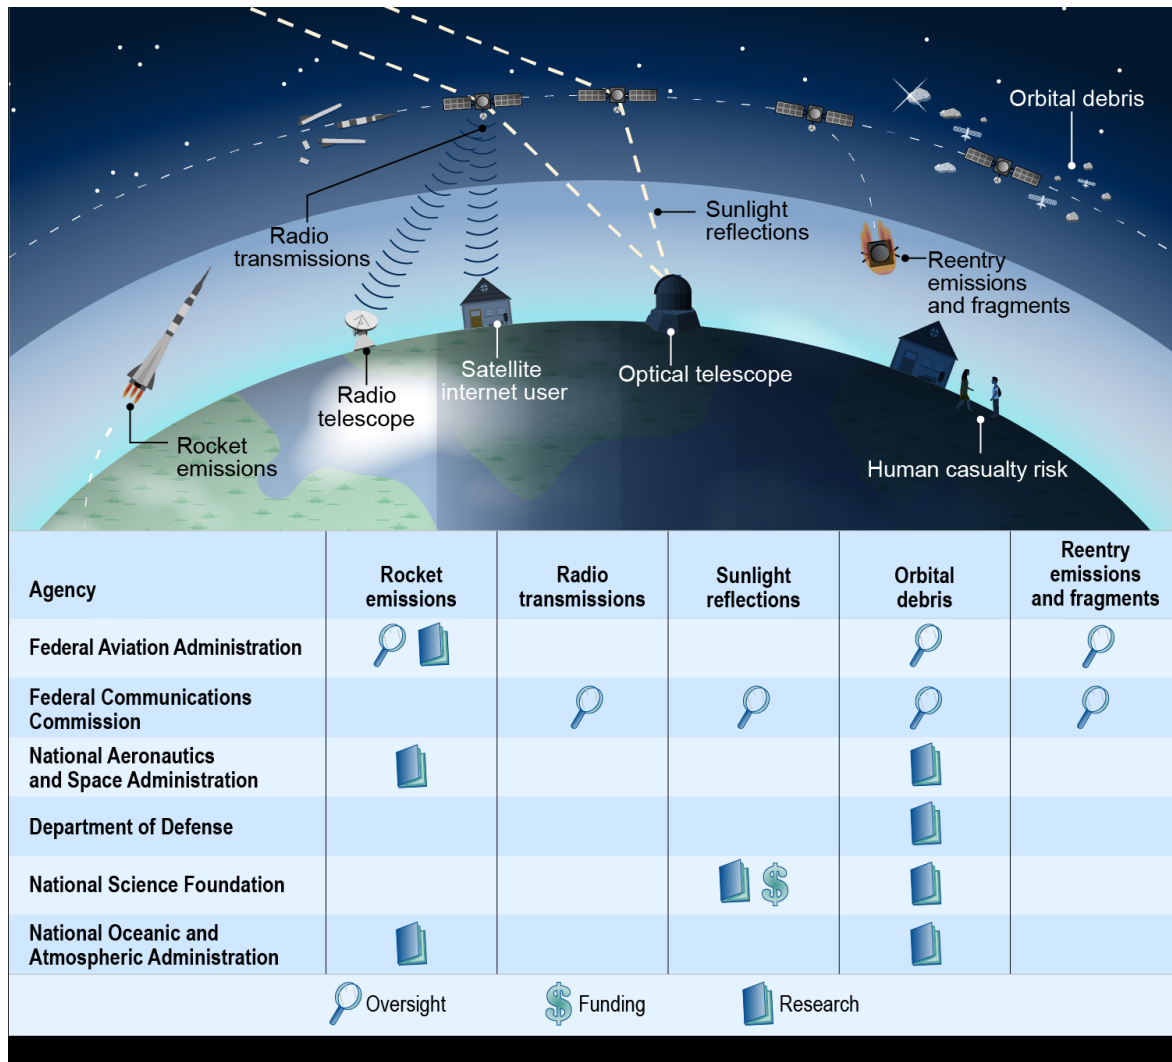 Orbital debris
Radio
transmissions
Sunlight
reflections
Reentry
emissions
and fragments
Rocket
emissions
Radio
telescope
Satellite
internet user
Optical telescope
Human casualty risk
Agency
Rocket
emissions
Radio
transmissions
Sunlight
reflections
Orbital
debris
Reentry
emissions
and fragments
Federal Aviation Administration
Federal Communications
Commission
National Aeronautics
and Space Administration
Department of Defense
National Science Foundation
$
National Oceanic and
Atmospheric Administration
Oversight
$ Funding
Research